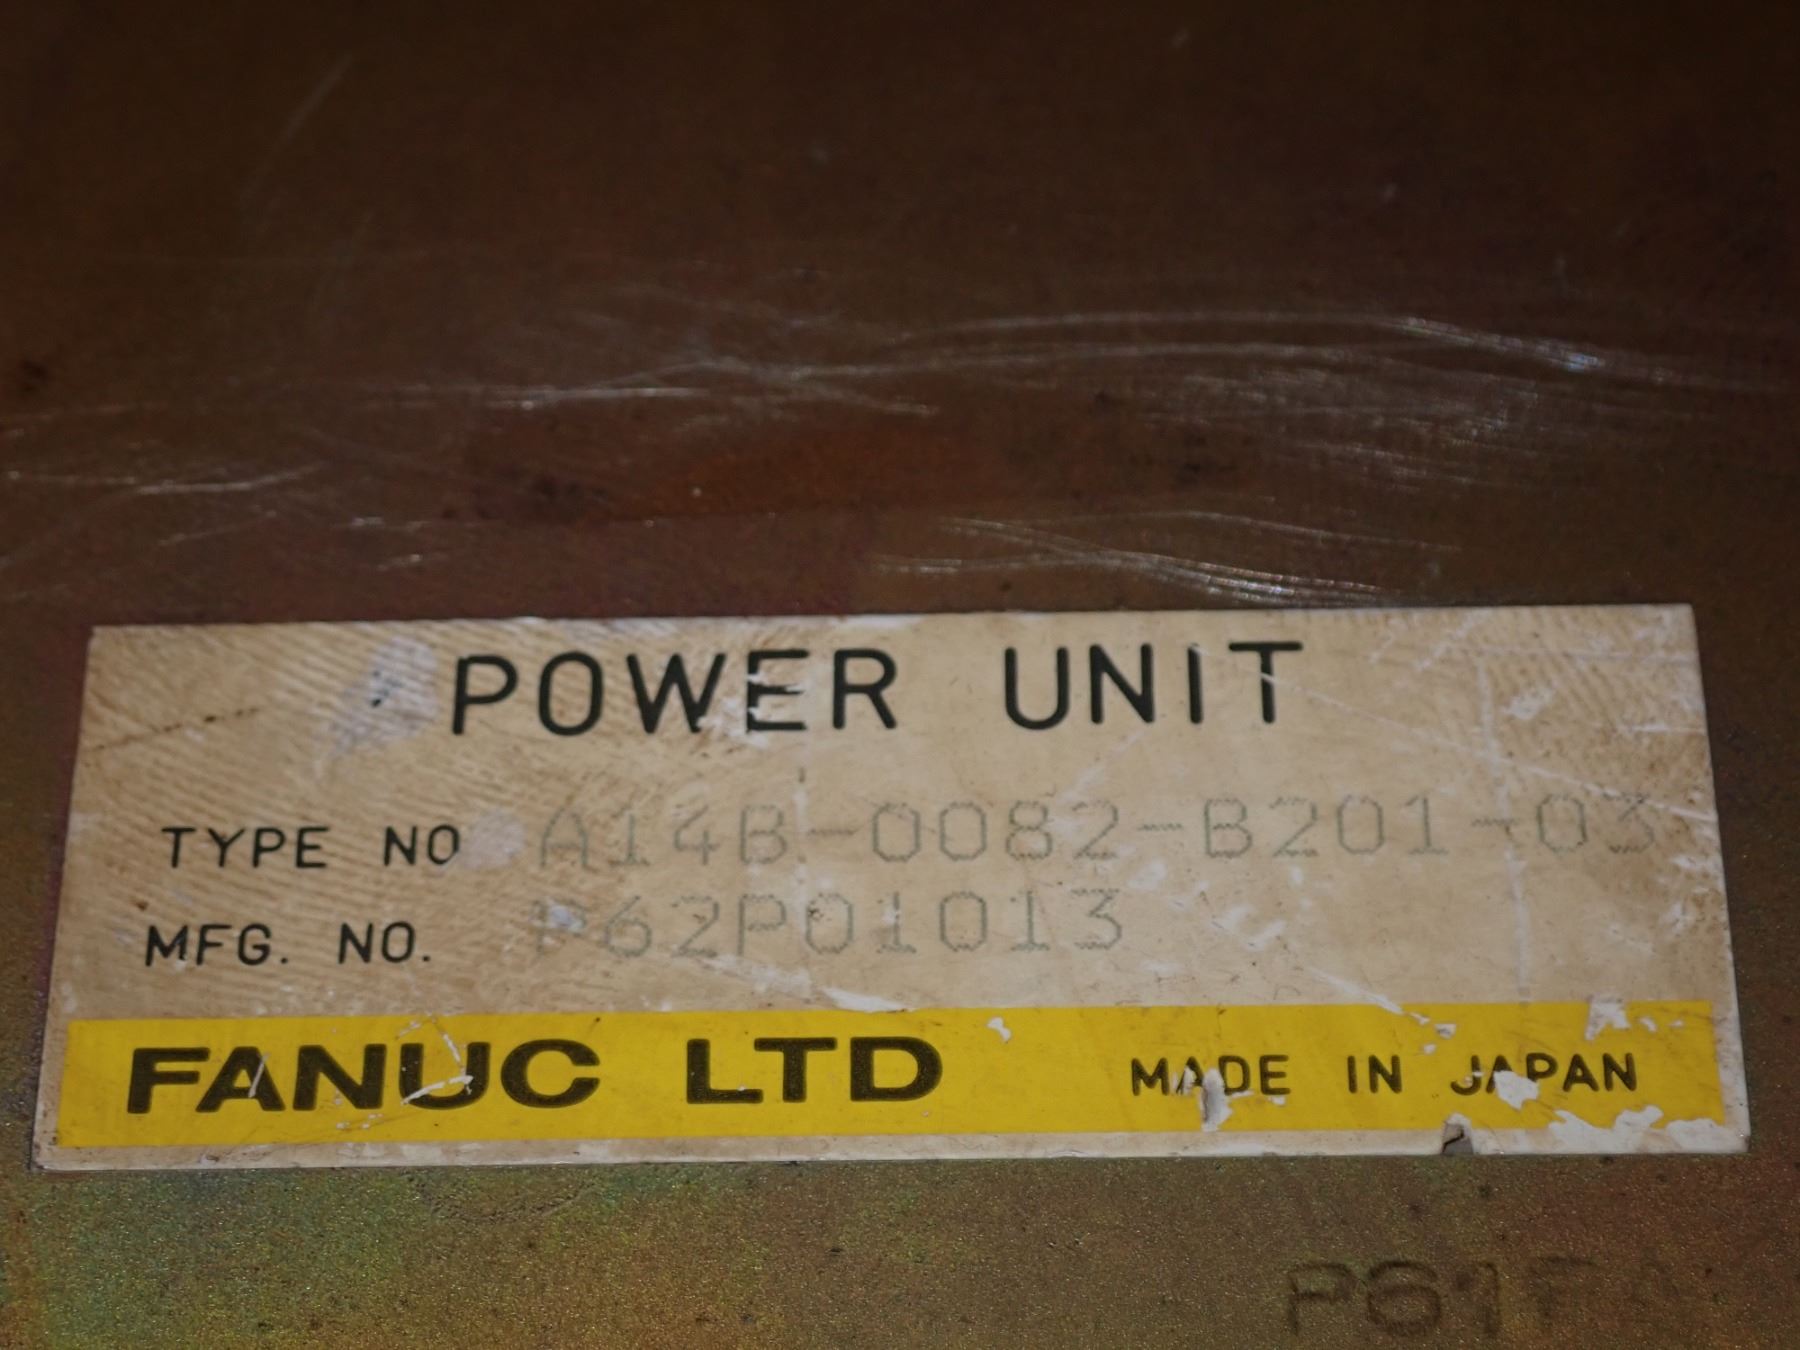 POWER UNIT
TYPE NO A14B-0082-B201-03
MFG. NO. P62P01013
FANUC LTD MADE IN JAPAN